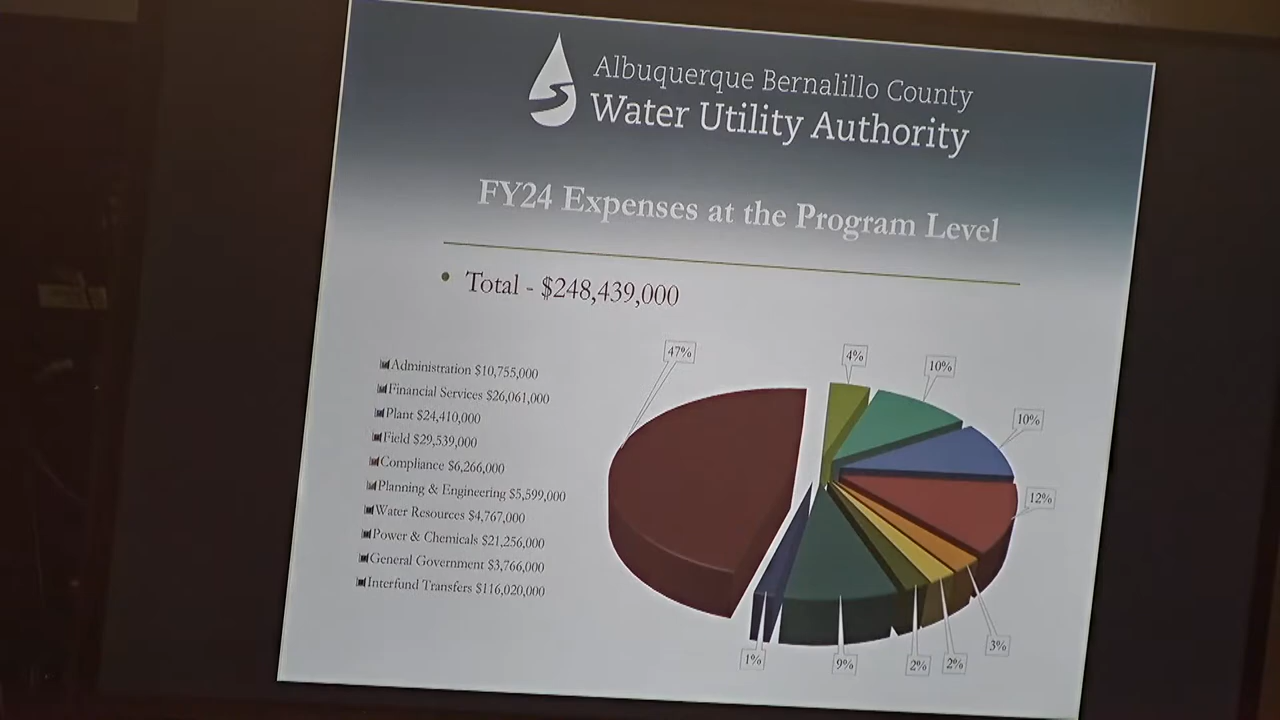 Albuquerque Bernalillo County
Water Utility Authority
FY24 Expenses at the Program Level
• Total - $248,439,000
Administration $10,755,000
Financial Services $26,061,000
Plant $24,410,000
Field $29,539,000
Compliance $6,266,000
Planning & Engineering $5,599,000
Water Resources $4,767,000
Power & Chemicals $21,256,000
General Government $3,766,000
Interfund Transfers $116,020,000
47%
4%
10%
10%
12%
3%
2%
2%
9%
1%